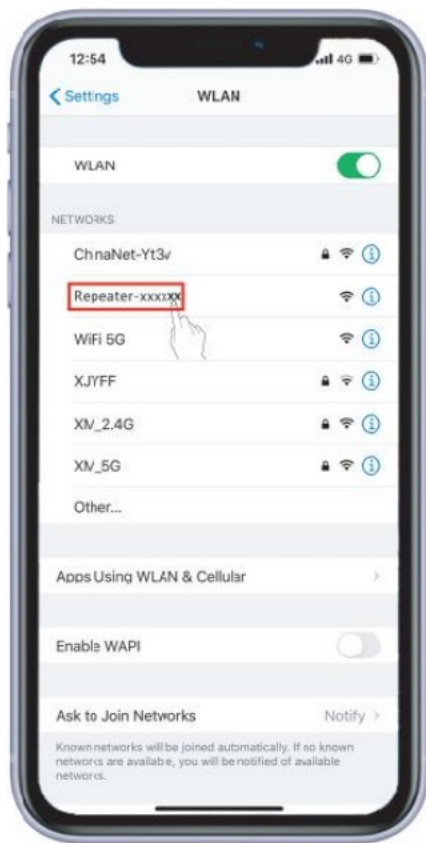 12:54
4G
Settings
WLAN
WLAN
NETWORKS
ChnaNet-Yt3v
Repeater-xxxxxx
WiFi 5G
XJYFF
XM_2.4G
XM_5G
Other...
Apps Using WLAN & Cellular
Enable WAPI
Ask to Join Networks
Notify
Known networks will be joined automatically. If no known
networks are available, you will be notified of available
networks.